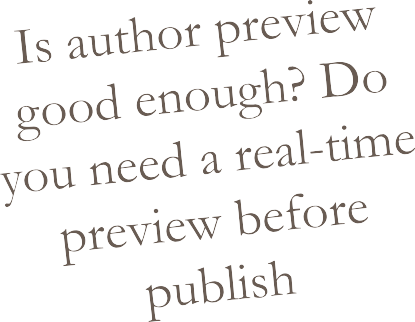 Is author preview
good enough? Do
you need a real-time
preview before
publish